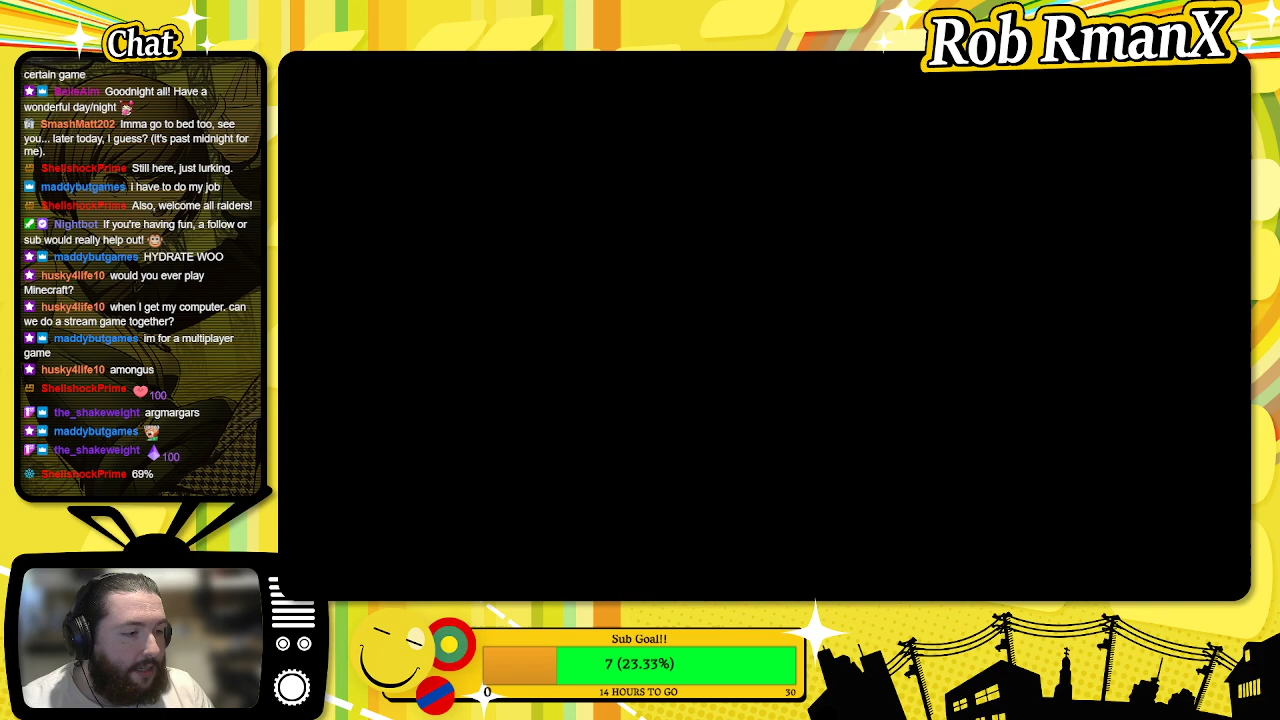 Chat
Rob RmanX
certain game
BelleAim Goodnight all! Have a
wonderful day/night
SmashMatt202 Imma go to bed too, see
you... later today, I guess? (it's past midnight for
me).
ShellshockPrime Still here, just lurking.
maddybutgames I have to do my job
ShellshockPrime Also, welcome all raiders!
Nightbot If you're having fun, a follow or
sub would really help out!
maddybutgames HYDRATE WOO
husky4life10 would you ever play
Minecraft?
husky4life10 when I get my computer. can
we do a stream game together?
maddybutgames im for a multiplayer
game
husky4life10 amongus
ShellshockPrime 100
the_shakeweight argmargars
maddybutgames
the_shakeweight 100
ShellshockPrime 69%
Sub Goal!!
7 (23.33%)
0 14 HOURS TO GO 30